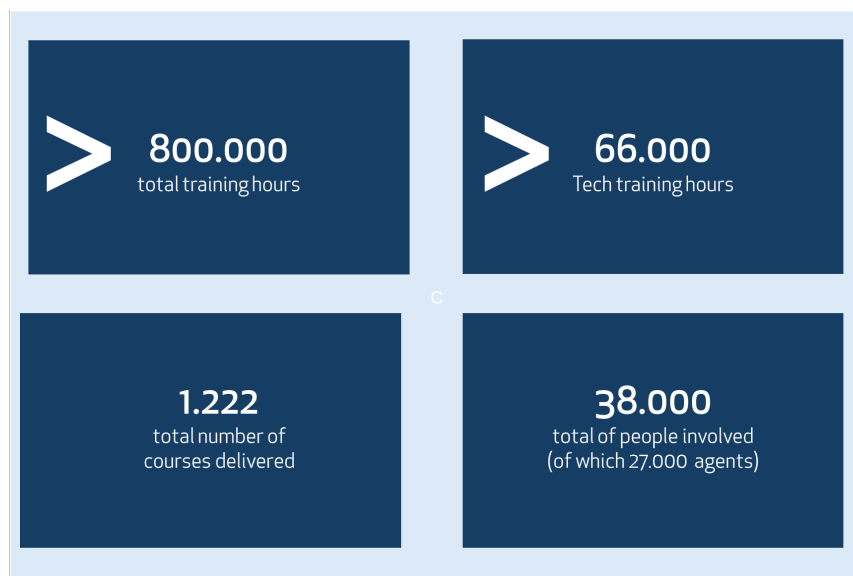 > 800.000
total training hours
> 66.000
Tech training hours
C
1.222
total number of
courses delivered
38.000
total of people involved
(of which 27.000 agents)